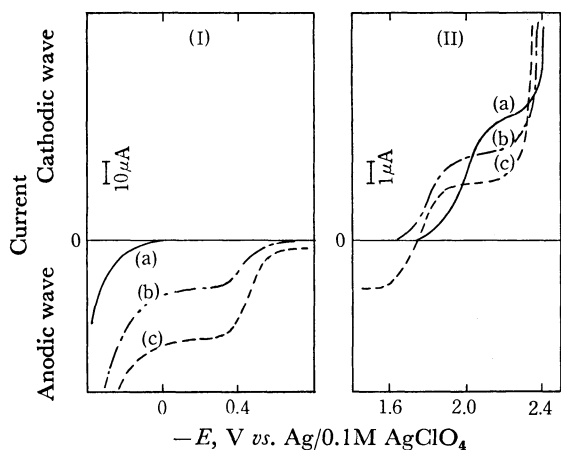 Current
Cathodic wave
Anodic wave
(I)
10μA
0
(a)
(b)
(c)
0
0.4
(II)
1μA
0
(a)
(b)
(c)
1.6
2.0
2.4
−E, V vs. Ag/0.1M AgClO4